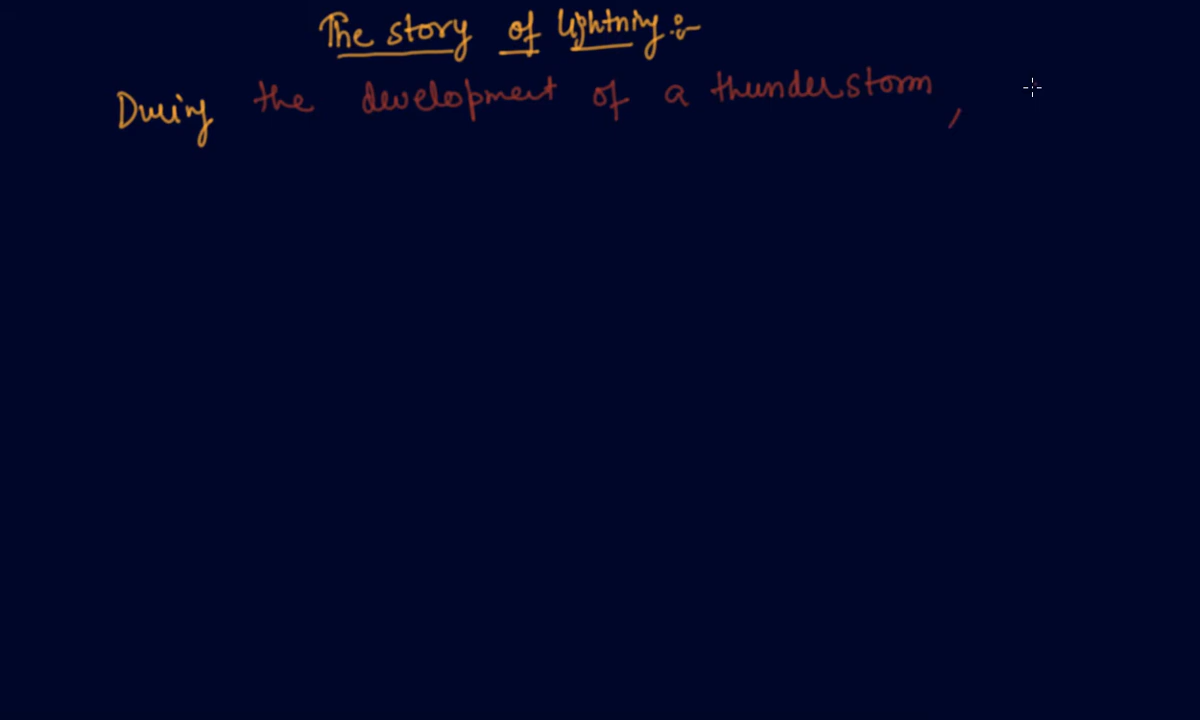 The story of lightning :-
During the development of a thunderstorm ,